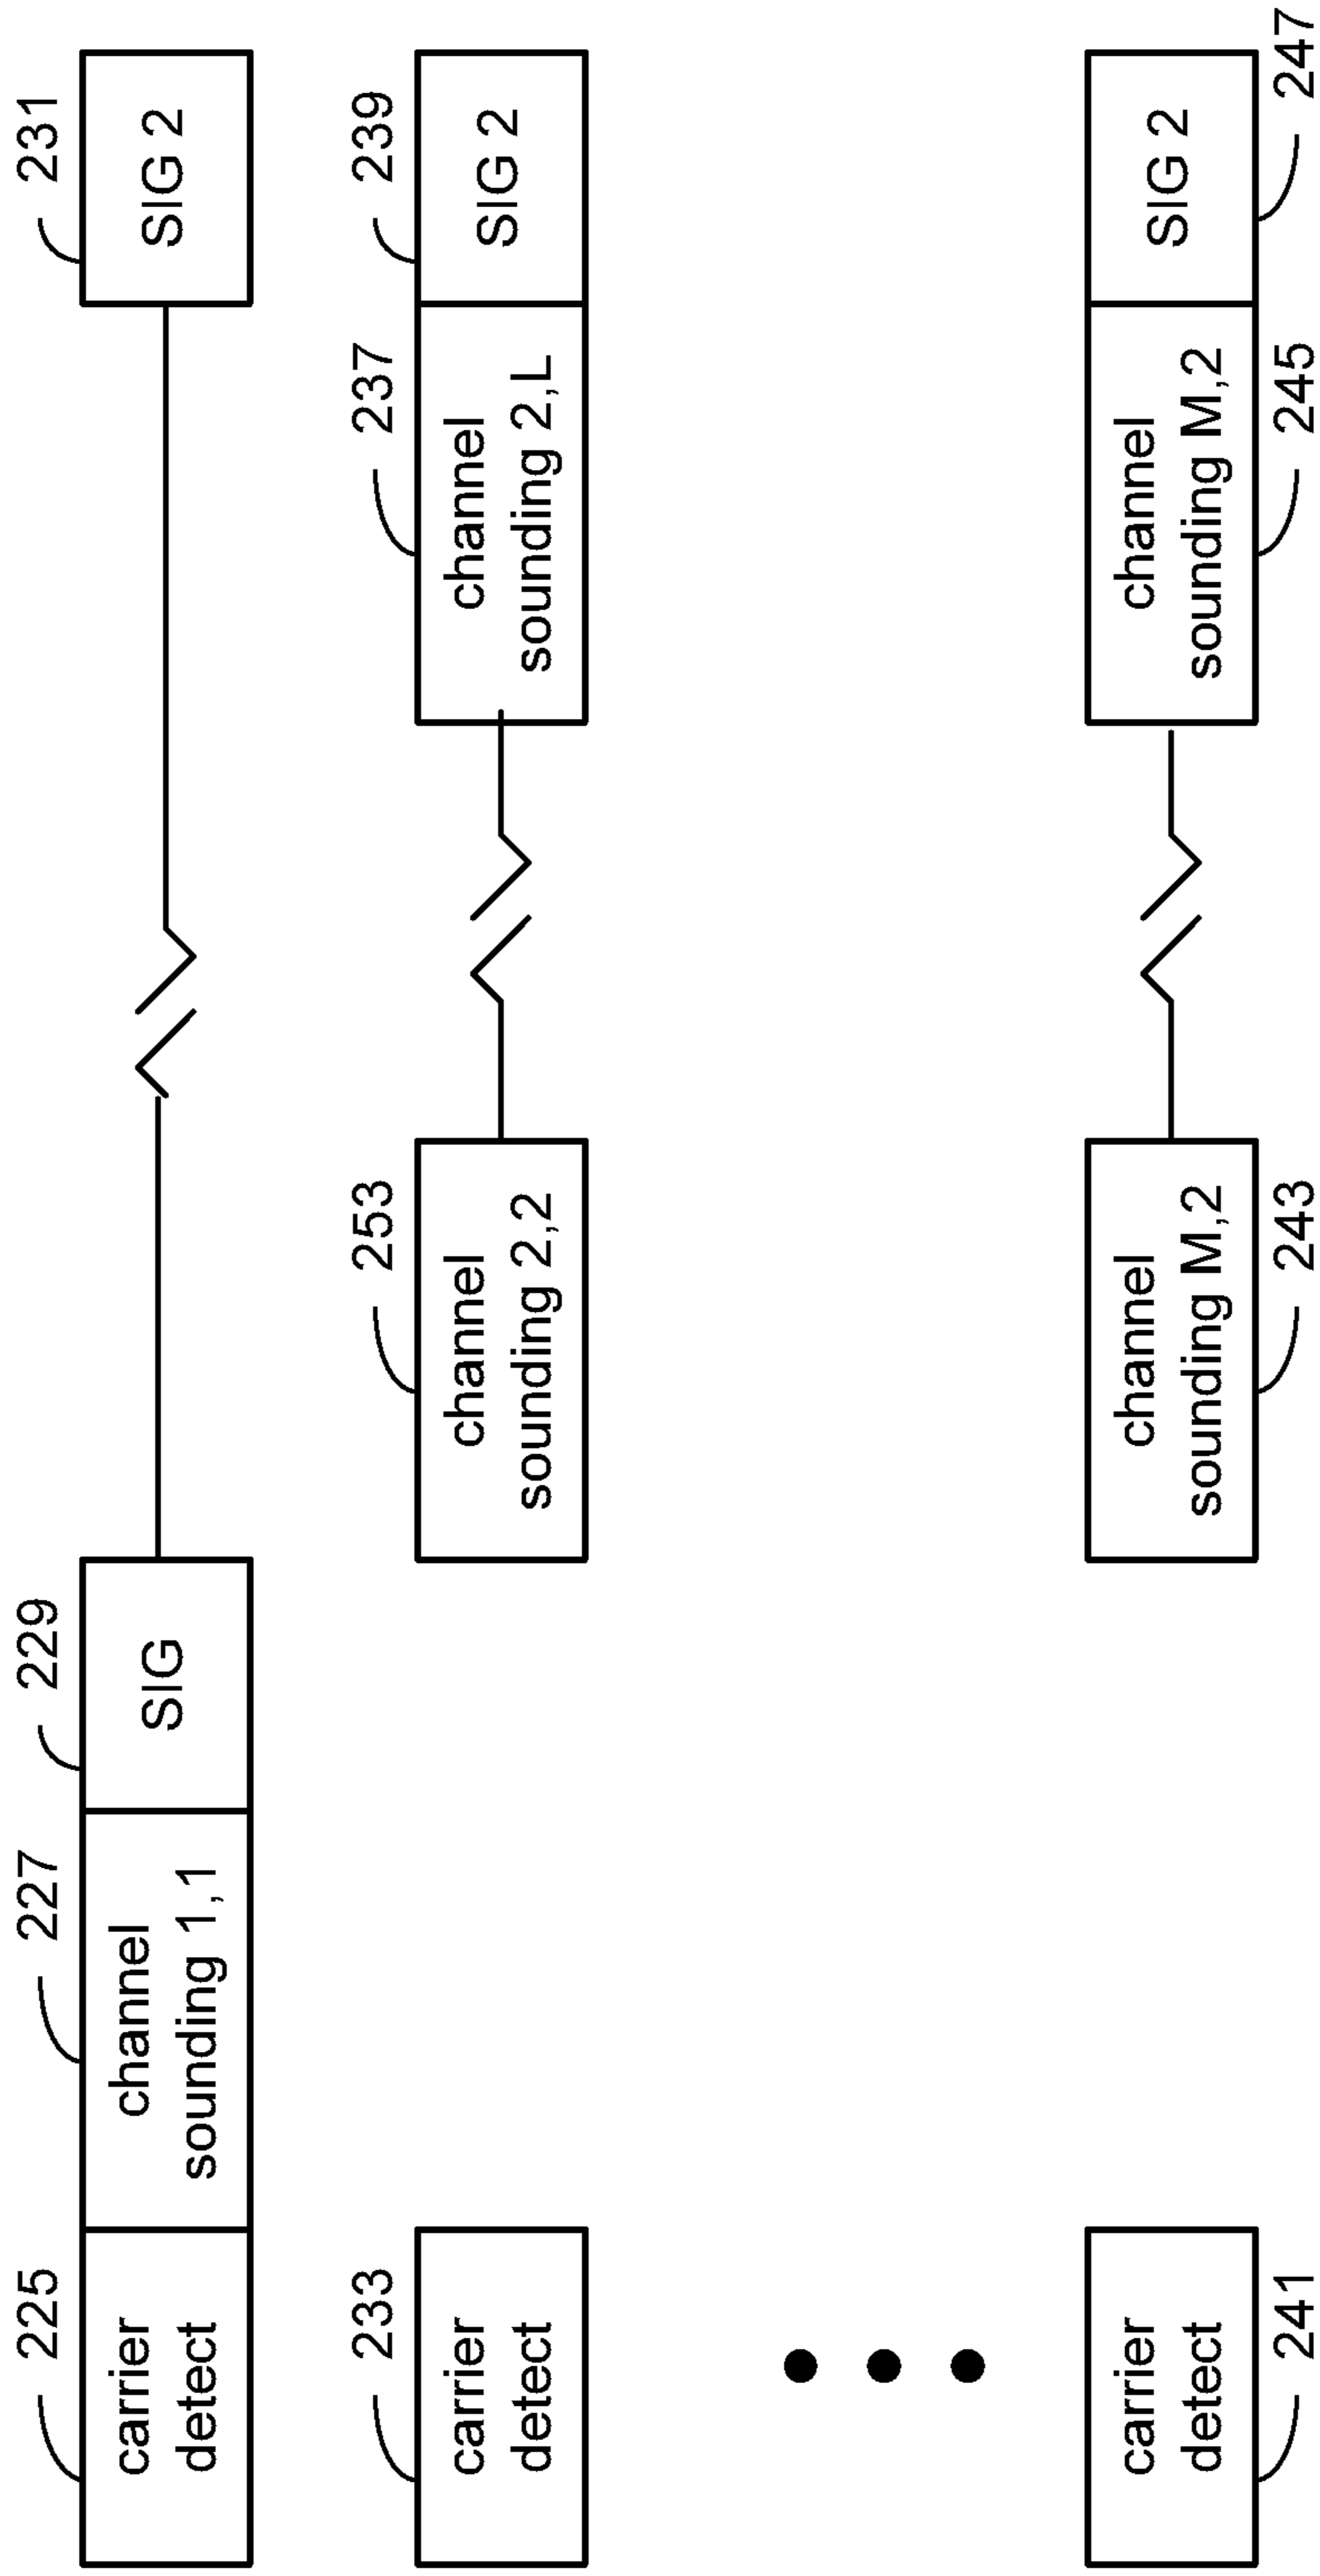 225
227
229
231
carrier
detect
channel
sounding 1,1
SIG
SIG 2
233
253
237
239
carrier
detect
channel
sounding 2,2
channel
sounding 2,L
SIG 2
carrier
detect
channel
sounding M,2
channel
sounding M,2
SIG 2
241
243
245
247